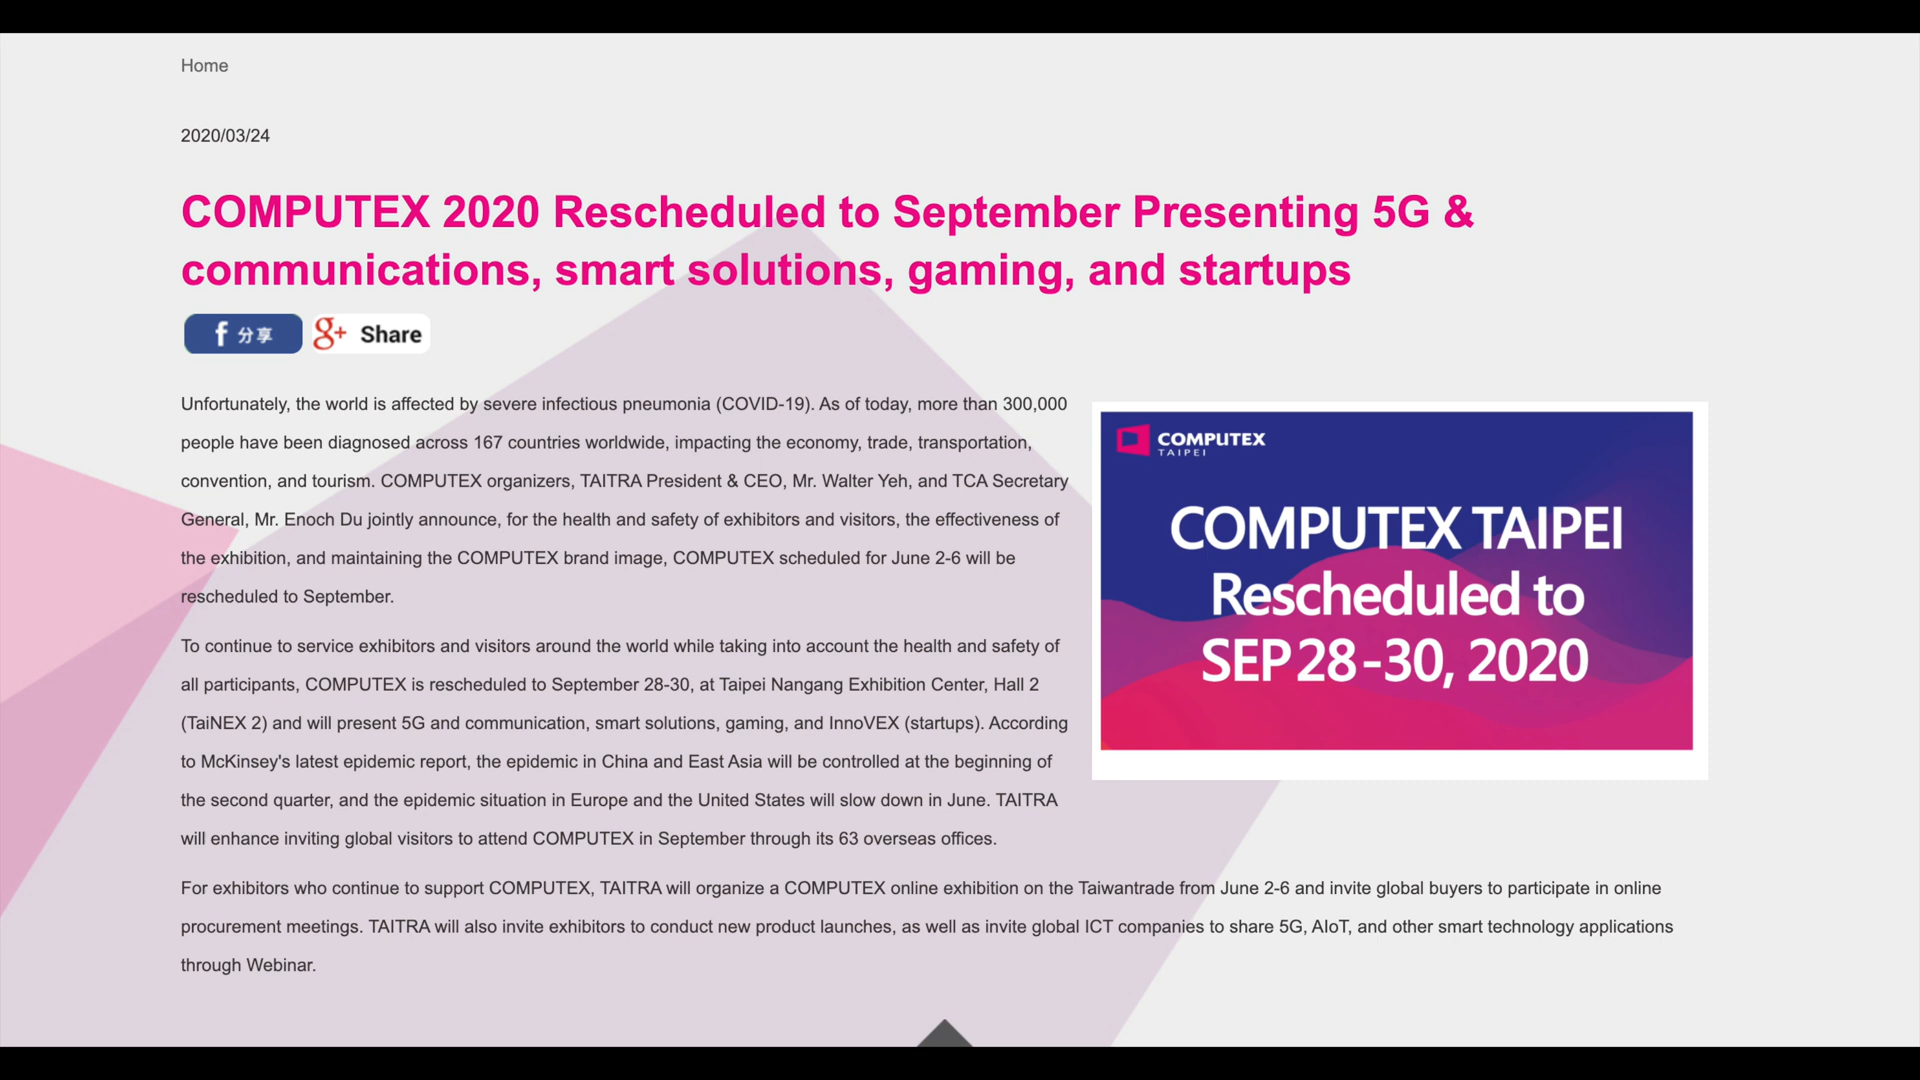 Home
2020/03/24
COMPUTEX 2020 Rescheduled to September Presenting 5G &
communications, smart solutions, gaming, and startups
f 分享
g+ Share
Unfortunately, the world is affected by severe infectious pneumonia (COVID-19). As of today, more than 300,000
people have been diagnosed across 167 countries worldwide, impacting the economy, trade, transportation,
convention, and tourism. COMPUTEX organizers, TAITRA President & CEO, Mr. Walter Yeh, and TCA Secretary
General, Mr. Enoch Du jointly announce, for the health and safety of exhibitors and visitors, the effectiveness of
the exhibition, and maintaining the COMPUTEX brand image, COMPUTEX scheduled for June 2-6 will be
rescheduled to September.
To continue to service exhibitors and visitors around the world while taking into account the health and safety of
all participants, COMPUTEX is rescheduled to September 28-30, at Taipei Nangang Exhibition Center, Hall 2
(TaiNEX 2) and will present 5G and communication, smart solutions, gaming, and InnoVEX (startups). According
to McKinsey's latest epidemic report, the epidemic in China and East Asia will be controlled at the beginning of
the second quarter, and the epidemic situation in Europe and the United States will slow down in June. TAITRA
will enhance inviting global visitors to attend COMPUTEX in September through its 63 overseas offices.
COMPUTEX
TAIPEI
COMPUTEX TAIPEI
Rescheduled to
SEP 28-30, 2020
For exhibitors who continue to support COMPUTEX, TAITRA will organize a COMPUTEX online exhibition on the Taiwantrade from June 2-6 and invite global buyers to participate in online
procurement meetings. TAITRA will also invite exhibitors to conduct new product launches, as well as invite global ICT companies to share 5G, AIoT, and other smart technology applications
through Webinar.